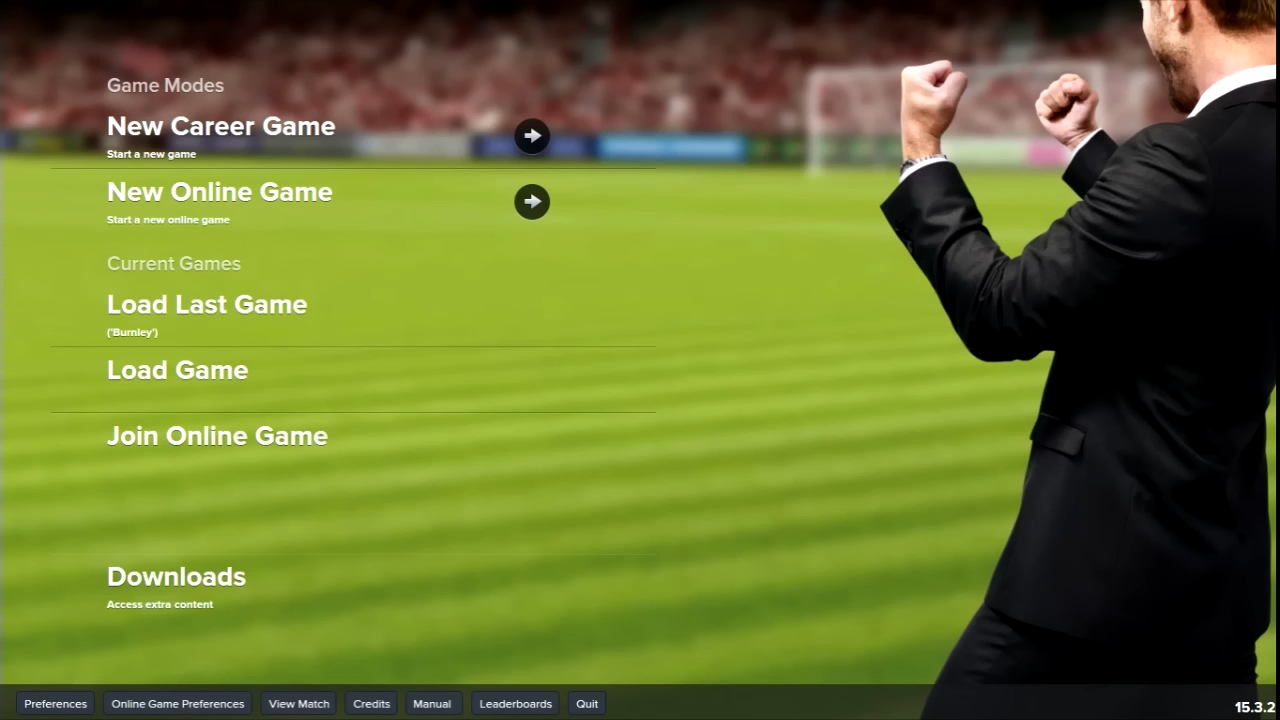 Game Modes
New Career Game
Start a new game
New Online Game
Start a new online game
Current Games
Load Last Game
('Burnley')
Load Game
Join Online Game
Downloads
Access extra content
Preferences
Online Game Preferences
View Match
Credits
Manual
Leaderboards
Quit
15.3.2